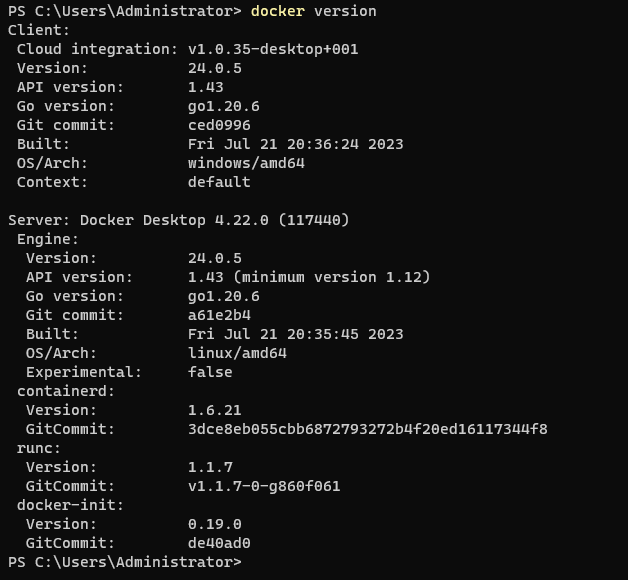 PS C:\Users\Administrator> docker version
Client:
 Cloud integration: v1.0.35-desktop+001
 Version:           24.0.5
 API version:       1.43
 Go version:        go1.20.6
 Git commit:        ced0996
 Built:             Fri Jul 21 20:36:24 2023
 OS/Arch:           windows/amd64
 Context:           default

Server: Docker Desktop 4.22.0 (117440)
 Engine:
  Version:          24.0.5
  API version:      1.43 (minimum version 1.12)
  Go version:       go1.20.6
  Git commit:       a61e2b4
  Built:            Fri Jul 21 20:35:45 2023
  OS/Arch:          linux/amd64
  Experimental:     false
 containerd:
  Version:          1.6.21
  GitCommit:        3dce8eb055cbb6872793272b4f20ed16117344f8
 runc:
  Version:          1.1.7
  GitCommit:        v1.1.7-0-g860f061
 docker-init:
  Version:          0.19.0
  GitCommit:        de40ad0
PS C:\Users\Administrator>